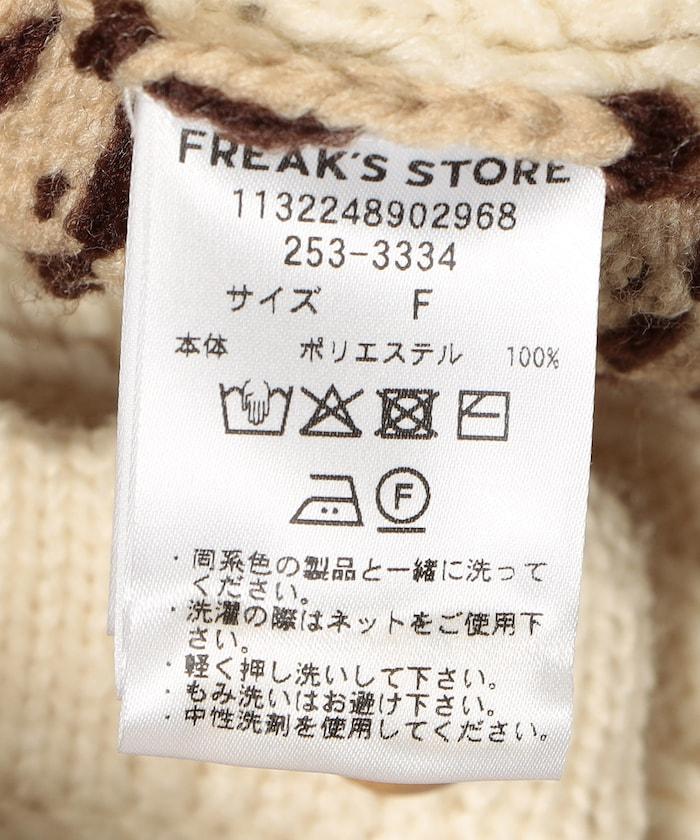 FREAK'S STORE
1132248902968
253-3334
サイズ F
本体 ポリエステル 100%
F
・同系色の製品と一緒に洗って
ください。
・洗濯の際はネットをご使用下
さい。
・軽く押し洗いして下さい。
・もみ洗いはお避け下さい。
・中性洗剤を使用してください。